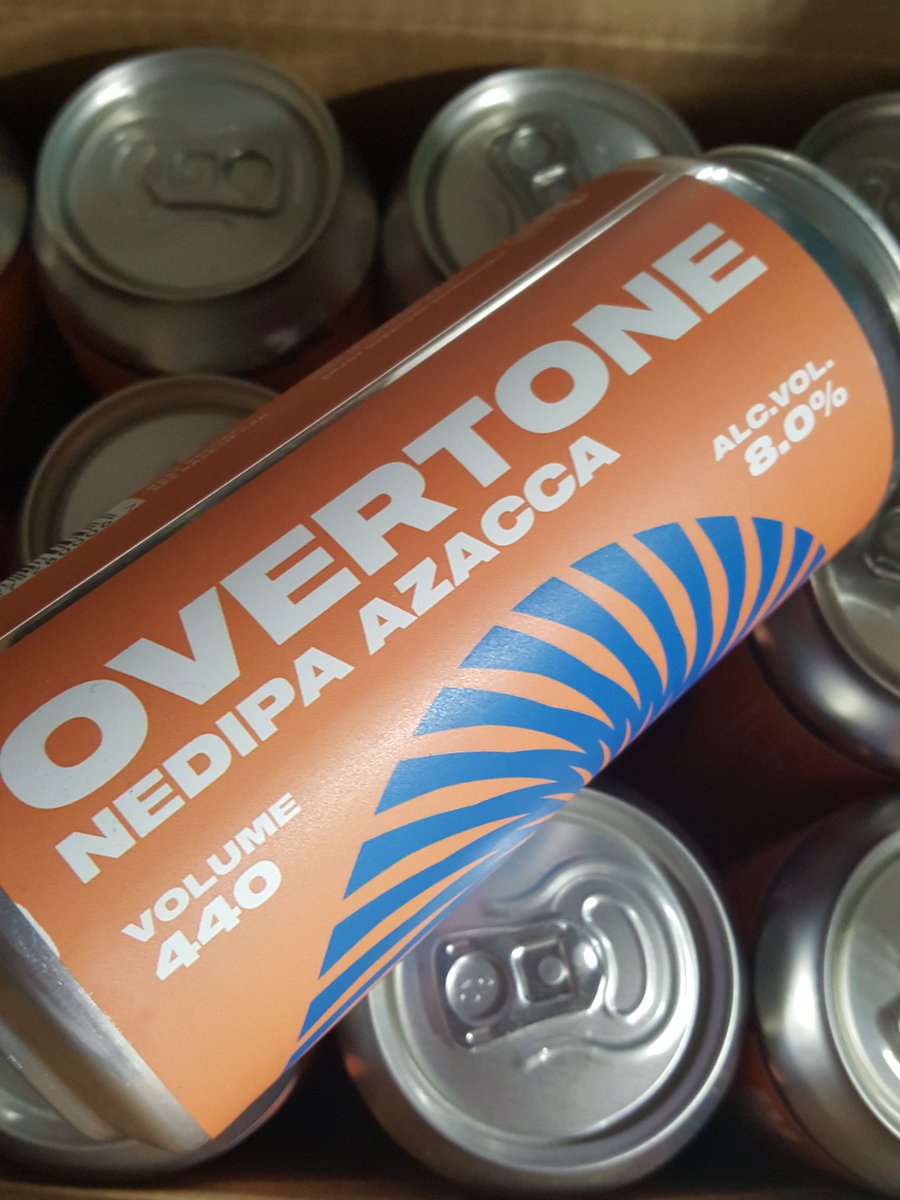 OVERTONE
NEDIPA AZACCA
ALC.VOL.
8.0%
VOLUME
440